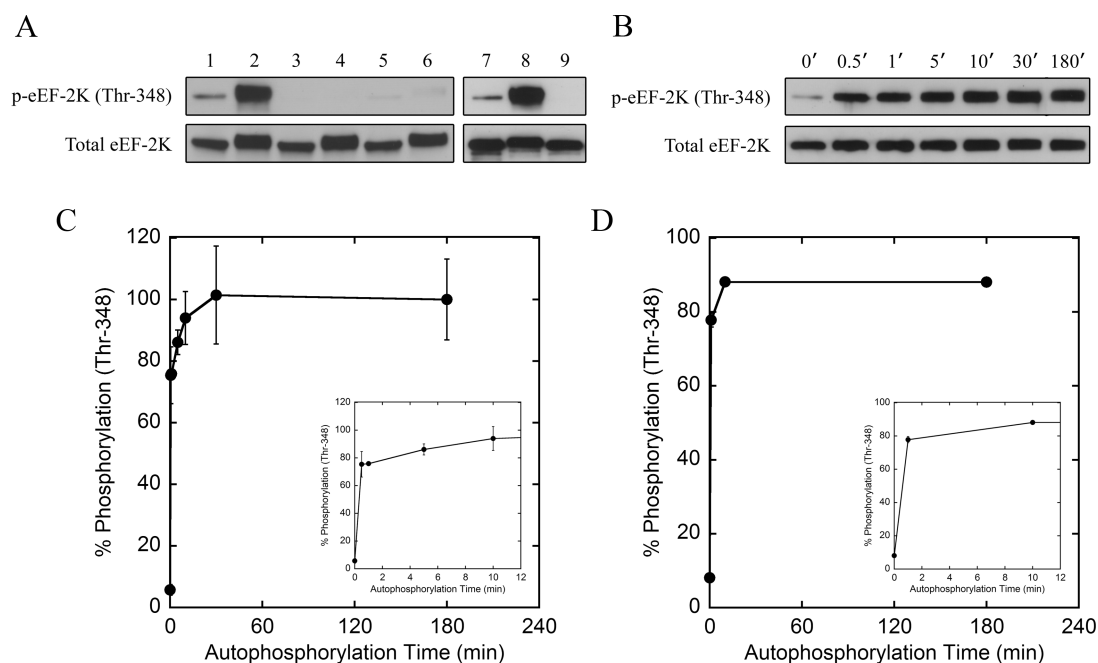 A
1 2 3 4 5 6 7 8 9
p-eEF-2K (Thr-348)
Total eEF-2K
B
0′ 0.5′ 1′ 5′ 10′ 30′ 180′
p-eEF-2K (Thr-348)
Total eEF-2K
C
% Phosphorylation (Thr-348)
120
100
80
60
40
20
0
0 60 120 180 240
Autophosphorylation Time (min)
% Phosphorylation (Thr-348)
120
100
80
60
40
20
0
0 2 4 6 8 10 12
Autophosphorylation Time (min)
D
% Phosphorylation (Thr-348)
100
80
60
40
20
0
0 60 120 180 240
Autophosphorylation Time (min)
% Phosphorylation (Thr-348)
100
80
60
40
20
0
0 2 4 6 8 10 12
Autophosphorylation Time (min)